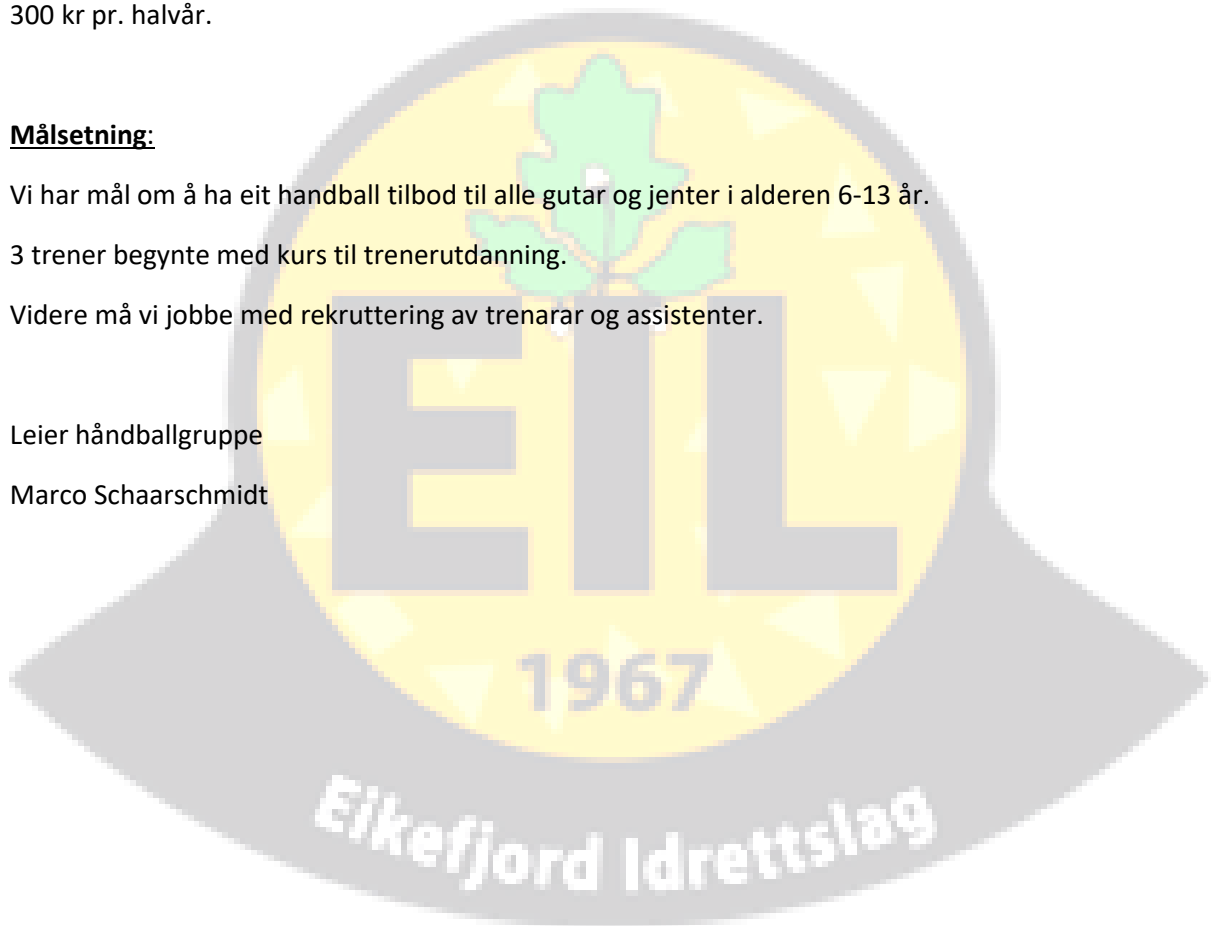 300 kr pr. halvår.
Målsetning:
Vi har mål om å ha eit handball tilbod til alle gutar og jenter i alderen 6-13 år.
3 trener begynte med kurs til trenerutdanning.
Videre må vi jobbe med rekruttering av trenarar og assistenter.
Leier håndballgruppe
Marco Schaarschmidt
EIL
1967
Eikefjord Idrettslag